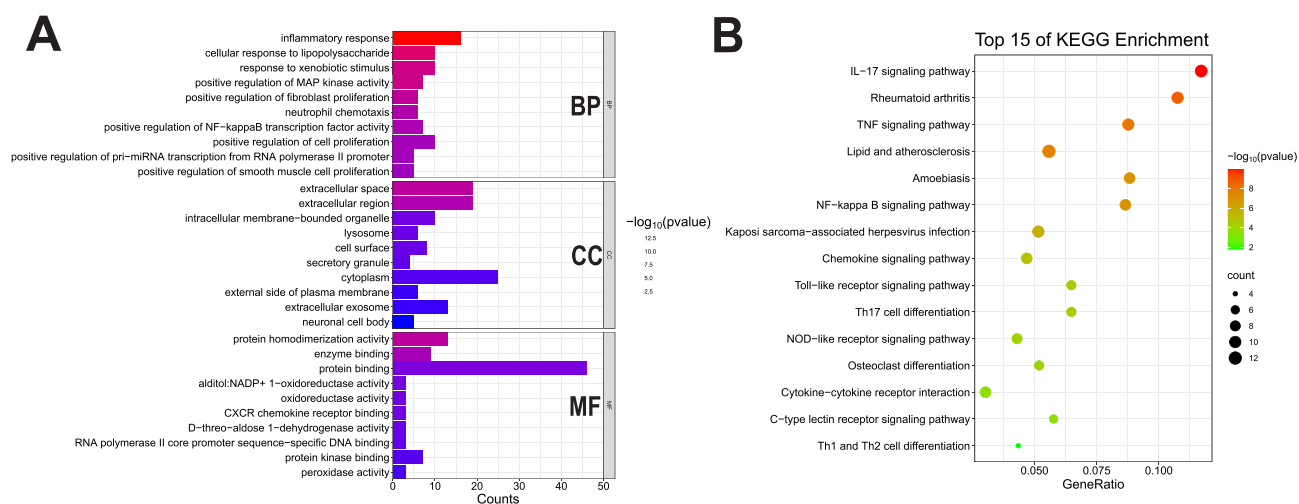 A
inflammatory response
cellular response to lipopolysaccharide
response to xenobiotic stimulus
positive regulation of MAP kinase activity
positive regulation of fibroblast proliferation
neutrophil chemotaxis
positive regulation of NF−kappaB transcription factor activity
positive regulation of cell proliferation
positive regulation of pri−miRNA transcription from RNA polymerase II promoter
positive regulation of smooth muscle cell proliferation
BP
BP
extracellular space
extracellular region
intracellular membrane−bounded organelle
lysosome
cell surface
secretory granule
cytoplasm
external side of plasma membrane
extracellular exosome
neuronal cell body
CC
CC
protein homodimerization activity
enzyme binding
protein binding
alditol:NADP+ 1−oxidoreductase activity
oxidoreductase activity
CXCR chemokine receptor binding
D−threo−aldose 1−dehydrogenase activity
RNA polymerase II core promoter sequence−specific DNA binding
protein kinase binding
peroxidase activity
MF
MF
0 10 20 30 40 50
Counts
−log10(pvalue)
12.5
10.0
7.5
5.0
2.5
B
Top 15 of KEGG Enrichment
IL−17 signaling pathway
Rheumatoid arthritis
TNF signaling pathway
Lipid and atherosclerosis
Amoebiasis
NF−kappa B signaling pathway
Kaposi sarcoma−associated herpesvirus infection
Chemokine signaling pathway
Toll−like receptor signaling pathway
Th17 cell differentiation
NOD−like receptor signaling pathway
Osteoclast differentiation
Cytokine−cytokine receptor interaction
C−type lectin receptor signaling pathway
Th1 and Th2 cell differentiation
0.050 0.075 0.100
GeneRatio
−log10(pvalue)
8
6
4
2
count
4
6
8
10
12